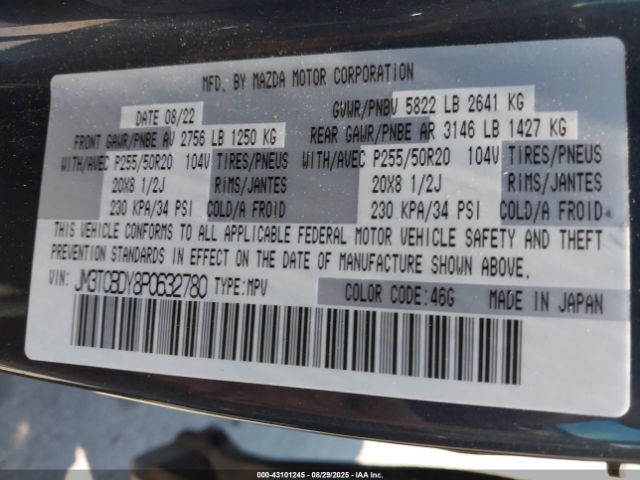 MFD. BY MAZDA MOTOR CORPORATION
DATE 08/22 GVWR/PNBV 5822 LB 2641 KG
FRONT GAWR/PNBE AV 2756 LB 1250 KG REAR GAWR/PNBE AR 3146 LB 1427 KG
WITH/AVEC P255/50R20 104V TIRES/PNEUS WITH/AVEC P255/50R20 104V TIRES/PNEUS
20X8 1/2J RIMS/JANTES 20X8 1/2J RIMS/JANTES
230 KPA/34 PSI COLD/A FROID 230 KPA/34 PSI COLD/A FROID
THIS VEHICLE CONFORMS TO ALL APPLICABLE FEDERAL MOTOR VEHICLE SAFETY AND THEFT
PREVENTION STANDARDS IN EFFECT ON THE DATE OF MANUFACTURE SHOWN ABOVE.
VIN: JM3TCBDY8P0632780 TYPE:MPV COLOR CODE:46G MADE IN JAPAN
000-43101245 - 08/29/2025 - IAAI.COM